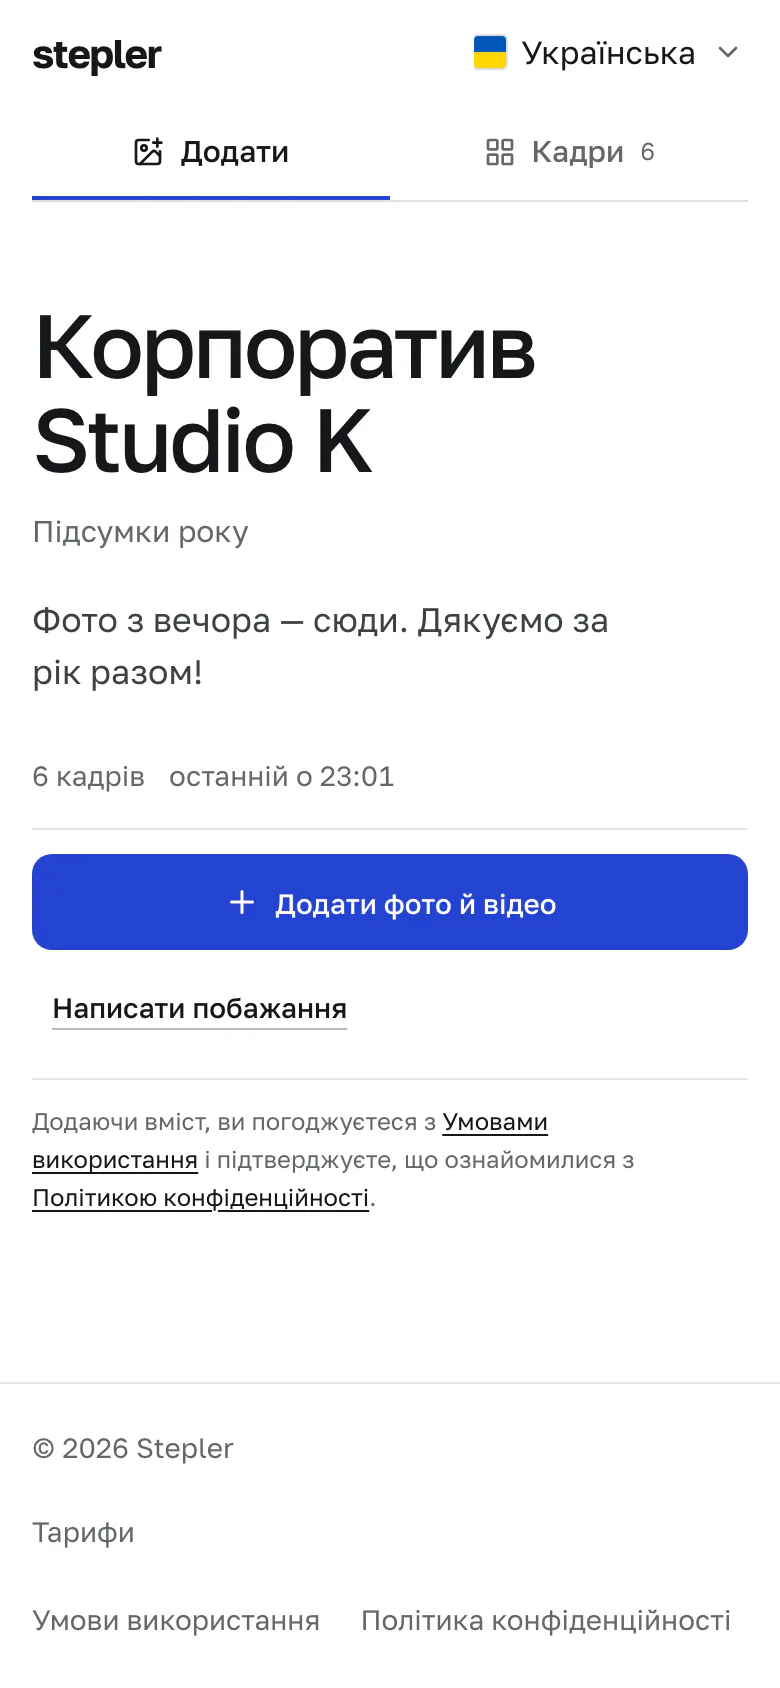 stepler
Українська
Додати
Кадри 6
Корпоратив
Studio K
Підсумки року
Фото з вечора — сюди. Дякуємо за
рік разом!
6 кадрів останній о 23:01
Додати фото й відео
Написати побажання
Додаючи вміст, ви погоджуєтеся з Умовами
використання і підтверджуєте, що ознайомилися з
Політикою конфіденційності.
© 2026 Stepler
Тарифи
Умови використання Політика конфіденційності